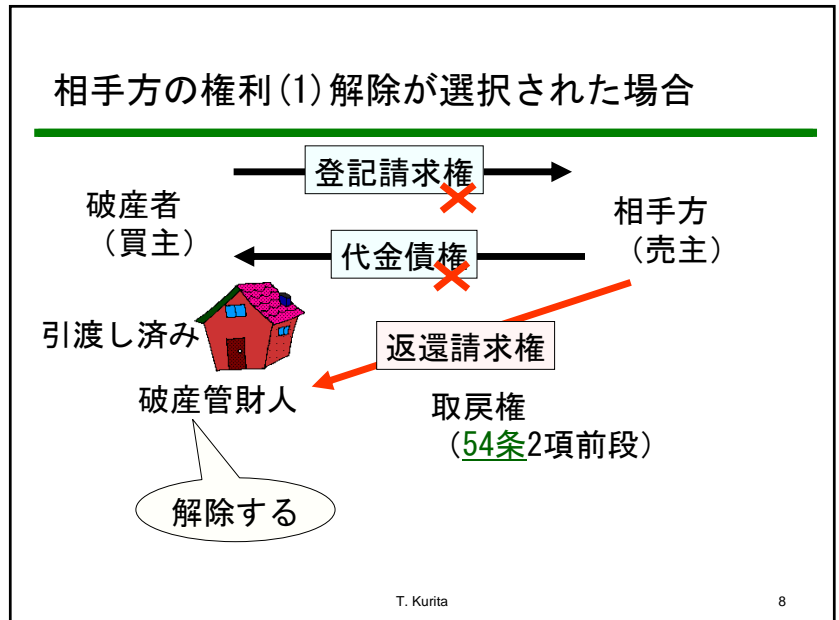 相手方の権利(1)解除が選択された場合
登記請求権
破産者
（買主）
相手方
（売主）
代金債権
引渡し済み
返還請求権
破産管財人
取戻権
（54条2項前段）
解除する
T. Kurita
8